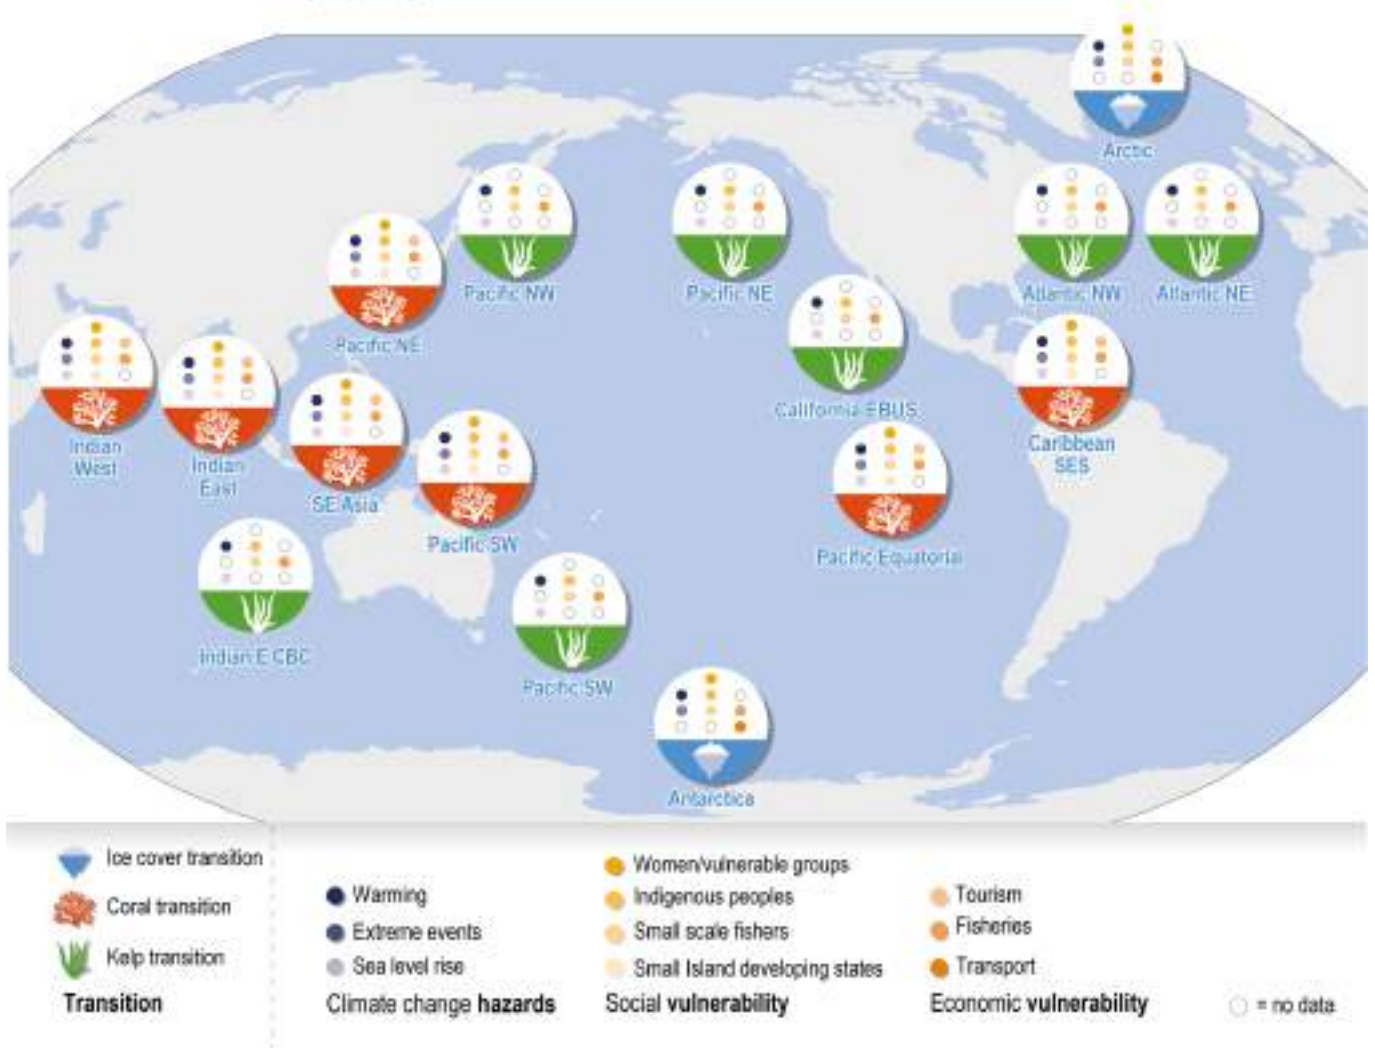 Arctic
Pacific NW
Pacific NE
Atlantic NW
Atlantic NE
Pacific NE
California EBUS
Indian
West
Indian
East
SE Asia
Pacific SW
Caribbean
SES
Pacific Equatorial
Indian E CBC
Pacific SW
Antarctica
Ice cover transition
Coral transition
Kelp transition
Transition
Warming
Extreme events
Sea level rise
Climate change hazards
Women/vulnerable groups
Indigenous peoples
Small scale fishers
Small Island developing states
Social vulnerability
Tourism
Fisheries
Transport
Economic vulnerability
= no data